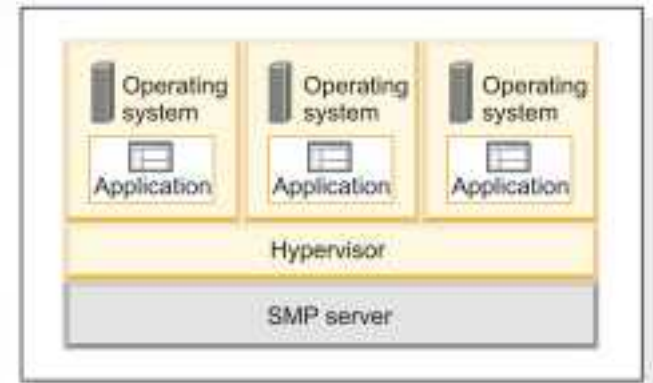 Operating
system
Application
Operating
system
Application
Operating
system
Application
Hypervisor
SMP server